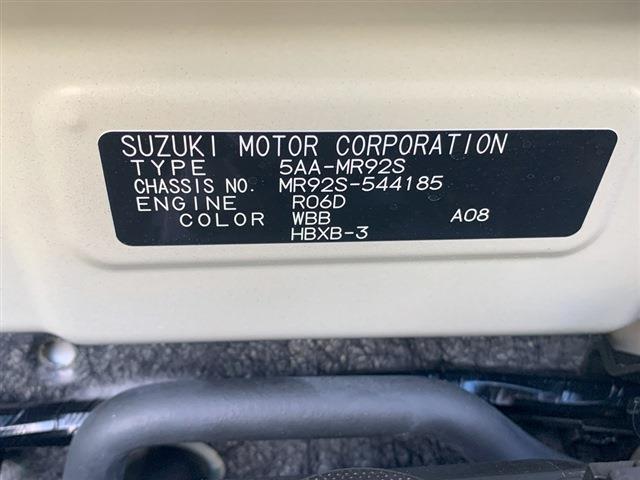 SUZUKI MOTOR CORPORATION
TYPE 5AA-MR92S
CHASSIS NO. MR92S-544185
ENGINE R06D
COLOR WBB A08
HBXB-3